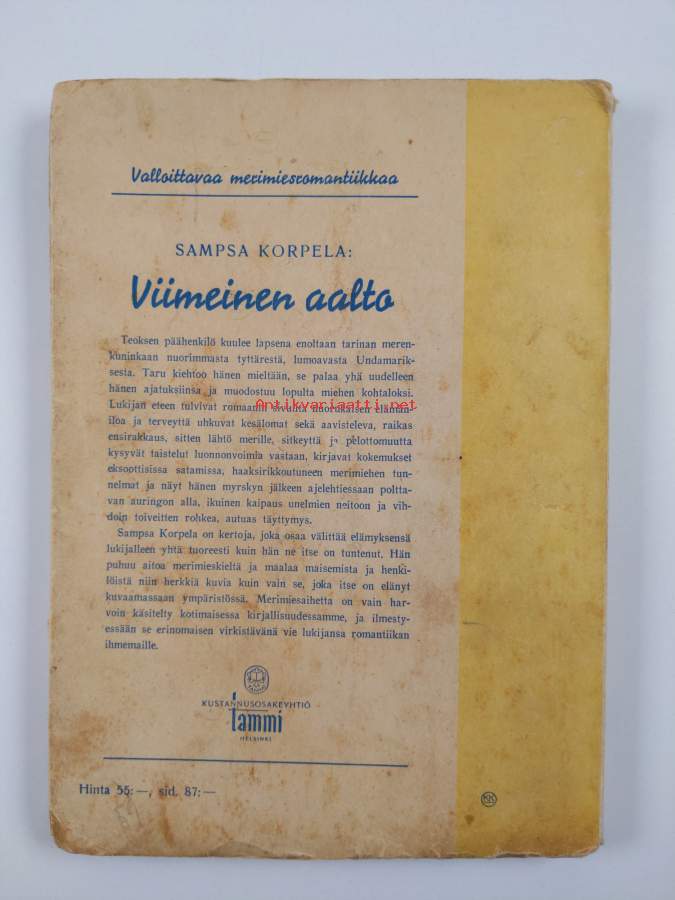 Valloittavaa merimiesromantiikkaa
SAMPSA KORPELA:
Viimeinen aalto
Teoksen päähenkilö kuulee lapsena enoltaan tarinan meren-
kuninkaan nuorimmasta tyttärestä, lumoavasta Undamarik-
sesta. Taru kiehtoo hänen mieltään, se palaa yhä uudelleen
hänen ajatuksiinsa ja muodostuu lopulta miehen kohtaloksi.
Antikvariaatti.net
Lukijan eteen tulvivat romaanin sivuilta nuorukaisen elämän-
iloa ja terveyttä uhkuvat kesälomat sekä aavisteleva, raikas
ensirakkaus, sitten lähtö merille, sitkeyttä ja pelottomuutta
kysyvät taistelut luonnonvoimia vastaan, kirjavat kokemukset
eksoottisissa satamissa, haaksirikkoutuneen merimiehen tun-
nelmat ja näyt hänen myrskyn jälkeen ajelehtiessaan poltta-
van auringon alla, ikuinen kaipaus unelmien neitoon ja vih-
doin toiveitten rohkea, autuas täyttymys.
Sampsa Korpela on kertoja, joka osaa välittää elämyksensä
lukijalleen yhtä tuoreesti kuin hän ne itse on tuntenut. Hän
puhuu aitoa merimieskieltä ja maalaa maisemista ja henki-
löistä niin herkkiä kuvia kuin vain se, joka itse on elänyt
kuvaamassaan ympäristössä. Merimiesaihetta on vain har-
voin käsitelty kotimaisessa kirjallisuudessamme, ja ilmesty-
essään se erinomaisen virkistävänä vie lukijansa romantiikan
ihmemaille.
KUSTANNUSOSAKEYHTIÖ
tammi
HELSINKI
Hinta 55:—, sid. 87:—
KK